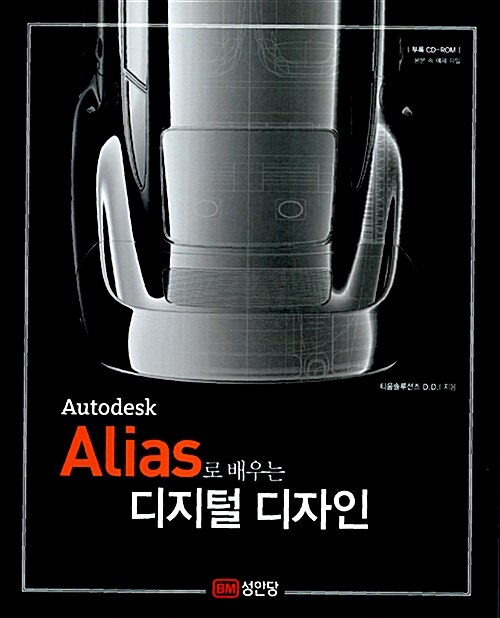 | 부록 CD-ROM |
본문 속 예제 파일
티움솔루션즈 D.D.I 지음
Autodesk
Alias로 배우는
디지털 디자인
BM 성안당